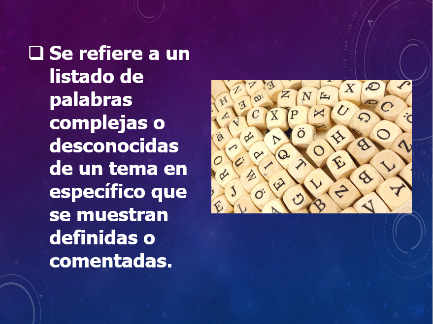 Se refiere a un
listado de
palabras
complejas o
desconocidas
de un tema en
específico que
se muestran
definidas o
comentadas.